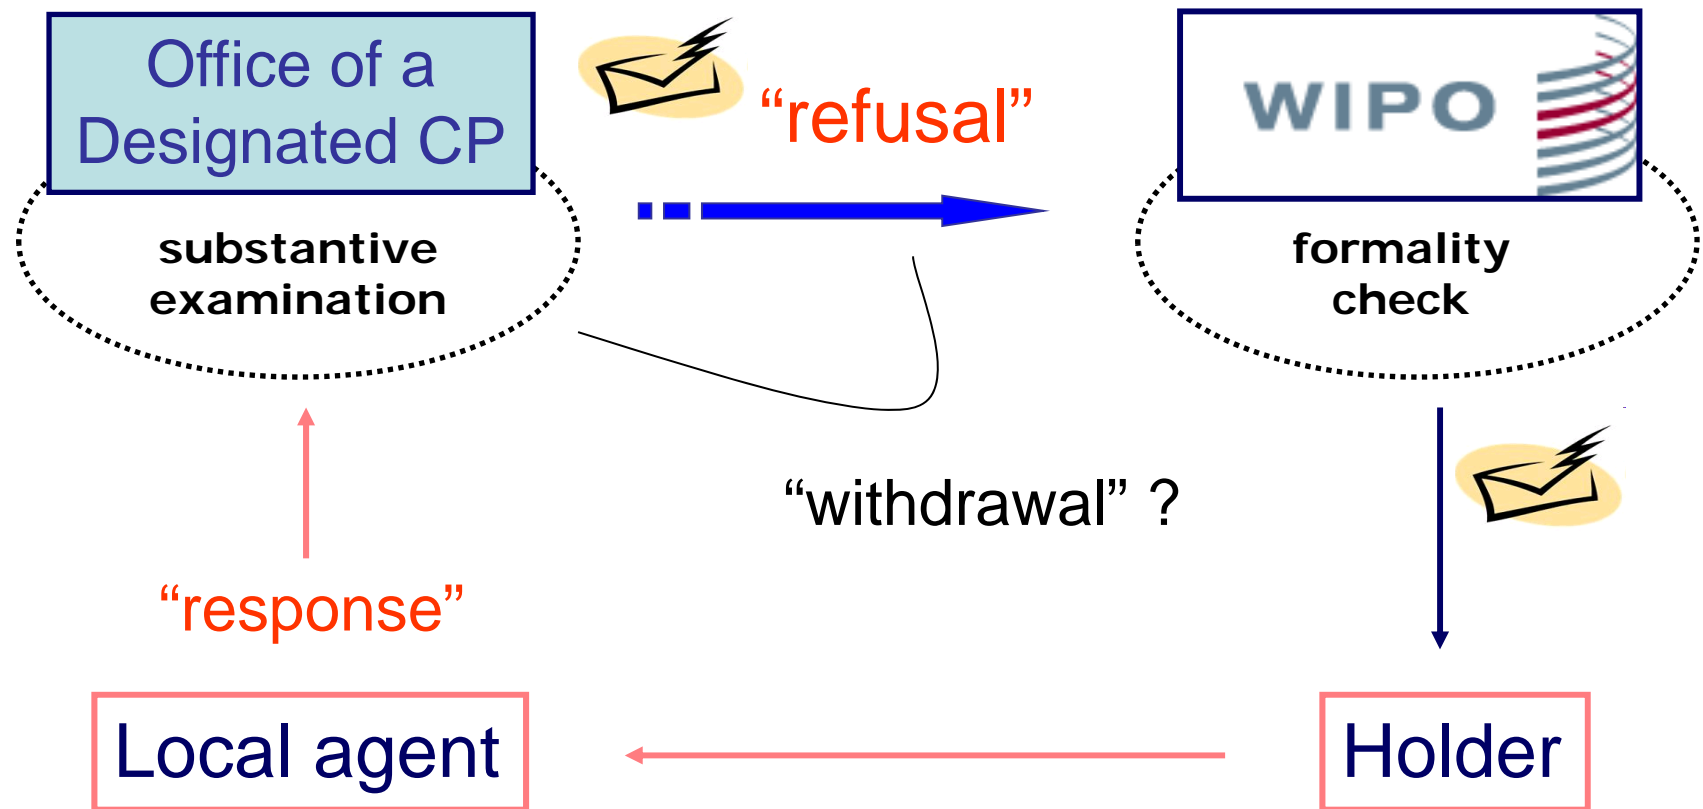 Office of a
Designated CP
“refusal”
WIPO
substantive
examination
formality
check
“withdrawal” ?
“response”
Local agent
Holder